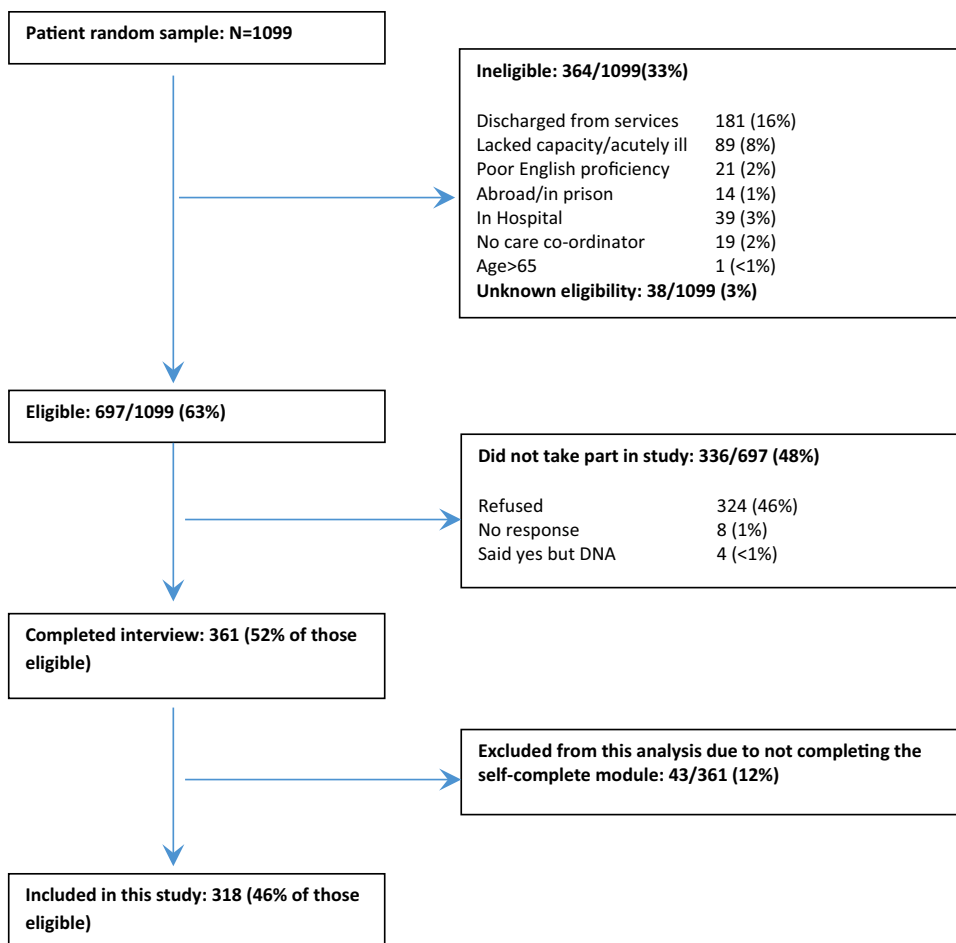 Patient random sample: N=1099
Ineligible: 364/1099(33%)
Discharged from services 181 (16%)
Lacked capacity/acutely ill 89 (8%)
Poor English proficiency 21 (2%)
Abroad/in prison 14 (1%)
In Hospital 39 (3%)
No care co-ordinator 19 (2%)
Age>65 1 (<1%)
Unknown eligibility: 38/1099 (3%)
Eligible: 697/1099 (63%)
Did not take part in study: 336/697 (48%)
Refused 324 (46%)
No response 8 (1%)
Said yes but DNA 4 (<1%)
Completed interview: 361 (52% of those
eligible)
Excluded from this analysis due to not completing the
self-complete module: 43/361 (12%)
Included in this study: 318 (46% of those
eligible)